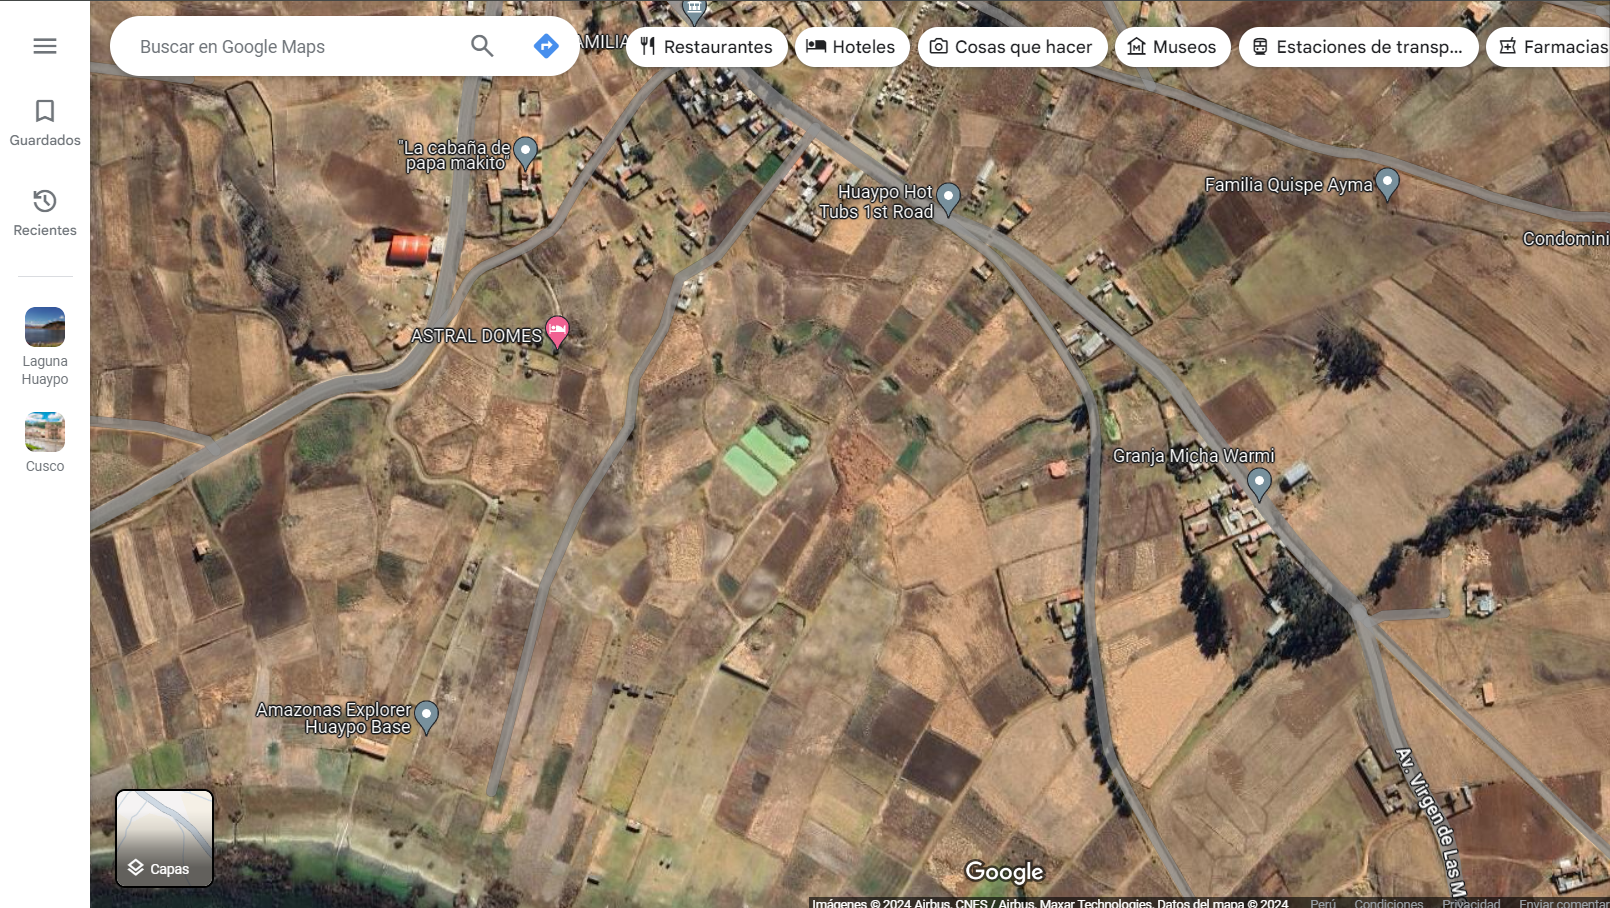 Buscar en Google Maps
AMILIA
Restaurantes
Hoteles
Cosas que hacer
Museos
Estaciones de transp...
Farmacias
Guardados
Recientes
Laguna
Huaypo
Cusco
"La cabaña de
papa makito"
Huaypo Hot
Tubs 1st Road
Familia Quispe Ayma
Condomini
ASTRAL DOMES
Granja Micha Warmi
Amazonas Explorer
Huaypo Base
Av. Virgen de Las M
Capas
Google
Imágenes © 2024 Airbus, CNES / Airbus, Maxar Technologies, Datos del mapa © 2024
Perú
Condiciones
Privacidad
Enviar comentar